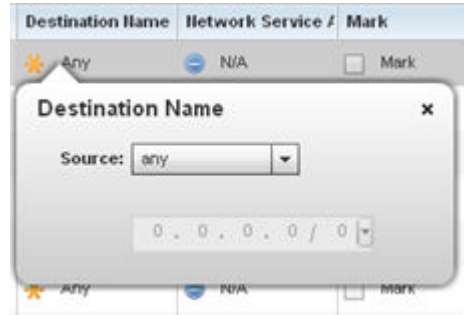 Destination Name Network Service A Mark
Any N/A Mark
Destination Name ×
Source: any
0 . 0 . 0 . 0 / 0
Any N/A Mark